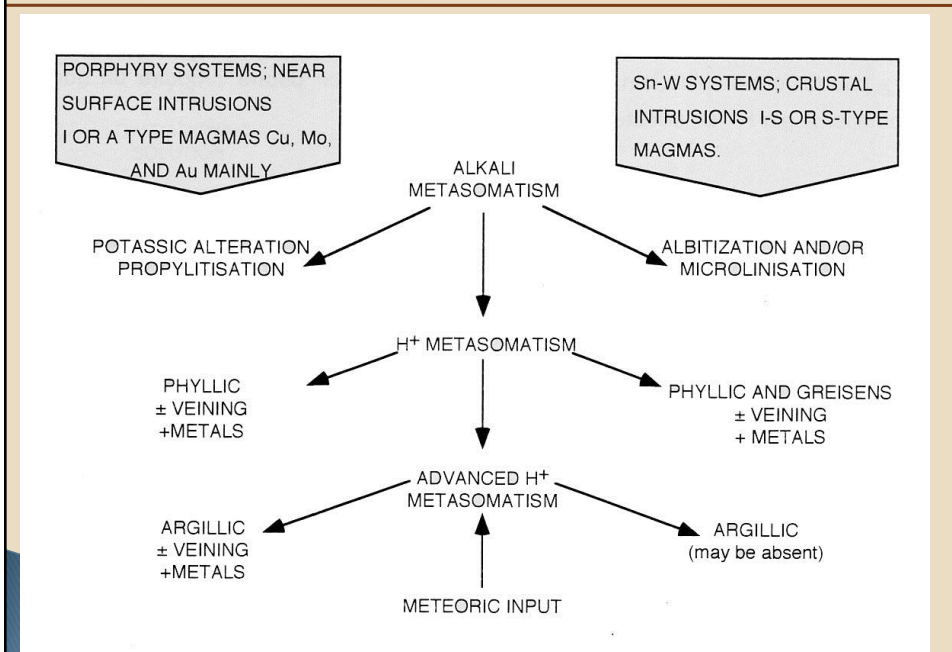 PORPHYRY SYSTEMS; NEAR
SURFACE INTRUSIONS
I OR A TYPE MAGMAS Cu, Mo,
AND Au MAINLY
Sn-W SYSTEMS; CRUSTAL
INTRUSIONS I-S OR S-TYPE
MAGMAS.
ALKALI
METASOMATISM
POTASSIC ALTERATION
PROPYLITISATION
ALBITIZATION AND/OR
MICROLINISATION
H+ METASOMATISM
PHYLLIC
± VEINING
+METALS
PHYLLIC AND GREISENS
± VEINING
+ METALS
ADVANCED H+
METASOMATISM
ARGILLIC
± VEINING
+METALS
ARGILLIC
(may be absent)
METEORIC INPUT